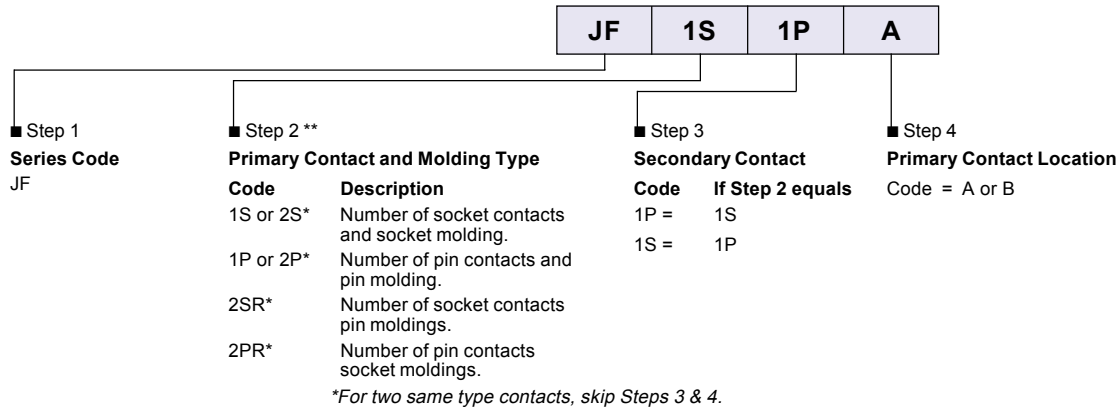 JF 1S 1P A
■ Step 1
Series Code
JF
■ Step 2 **
Primary Contact and Molding Type
Code Description
1S or 2S* Number of socket contacts
and socket molding.
1P or 2P* Number of pin contacts and
pin molding.
2SR* Number of socket contacts
pin moldings.
2PR* Number of pin contacts
socket moldings.
*For two same type contacts, skip Steps 3 & 4.
■ Step 3
Secondary Contact
Code If Step 2 equals
1P = 1S
1S = 1P
■ Step 4
Primary Contact Location
Code = A or B